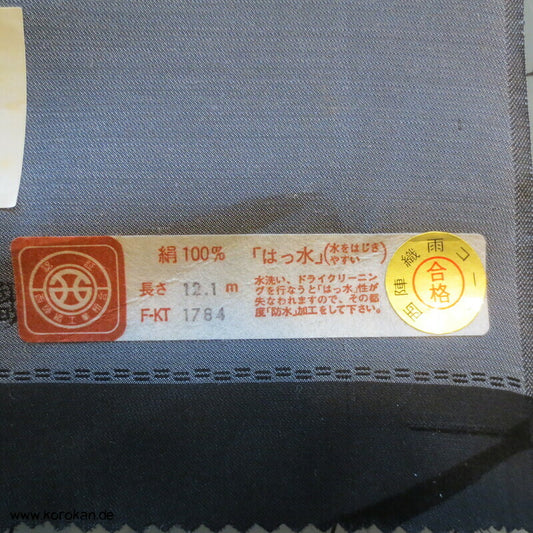 絹 100%
「はっ水」(水をはじきやすい)
長さ 12.1 m
F-KT 1784
水洗い、ドライクリーニン
グを行なうと「はっ水」性が
失なわれますので、その都
度「防水」加工をして下さい。
西陣織雨コート
合格
www.korokan.de